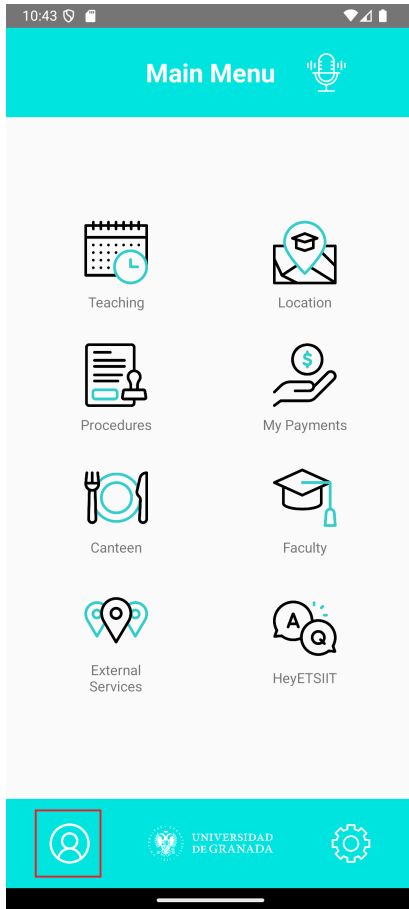 10:43
Main Menu
Teaching
Location
Procedures
My Payments
$
Canteen
Faculty
External
Services
A
Q
HeyETSIIT
UNIVERSIDAD
DE GRANADA